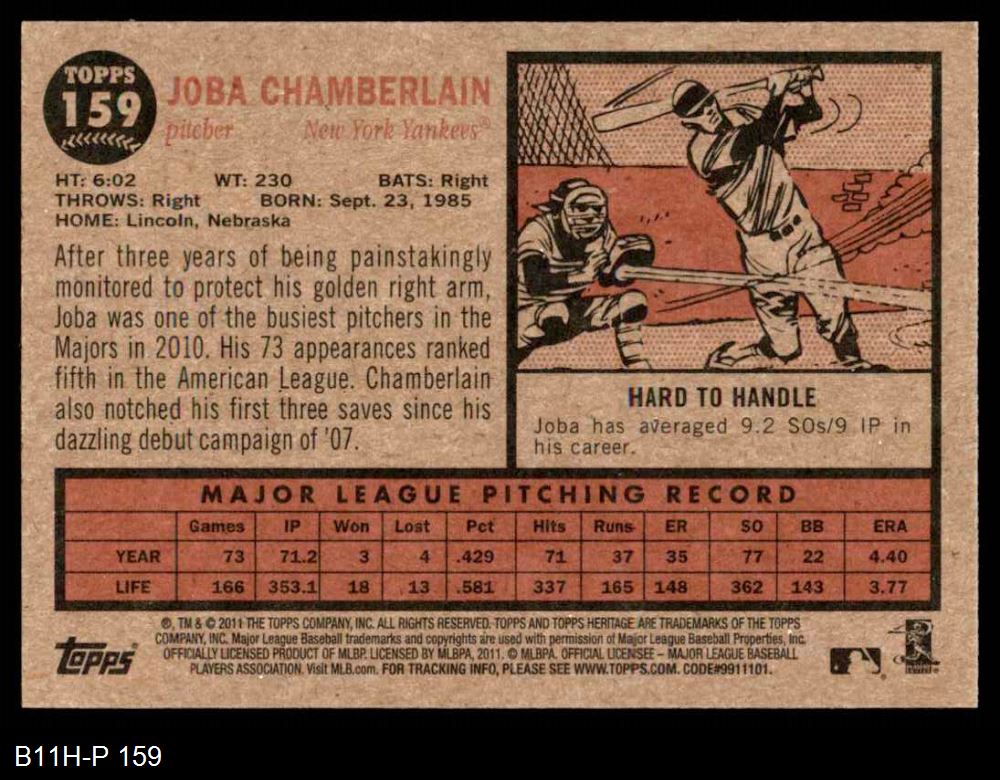 TOPPS
159
JOBA CHAMBERLAIN
pitcher New York Yankees®
HT: 6:02 WT: 230 BATS: Right
THROWS: Right BORN: Sept. 23, 1985
HOME: Lincoln, Nebraska
After three years of being painstakingly
monitored to protect his golden right arm,
Joba was one of the busiest pitchers in the
Majors in 2010. His 73 appearances ranked
fifth in the American League. Chamberlain
also notched his first three saves since his
dazzling debut campaign of '07.
HARD TO HANDLE
Joba has averaged 9.2 SOs/9 IP in
his career.
MAJOR LEAGUE PITCHING RECORD
Games IP Won Lost Pct Hits Runs ER SO BB ERA
YEAR 73 71.2 3 4 .429 71 37 35 77 22 4.40
LIFE 166 353.1 18 13 .581 337 165 148 362 143 3.77
®, TM & © 2011 THE TOPPS COMPANY, INC. ALL RIGHTS RESERVED. TOPPS AND TOPPS HERITAGE ARE TRADEMARKS OF THE TOPPS
COMPANY, INC. Major League Baseball trademarks and copyrights are used with permission of Major League Baseball Properties, Inc.
OFFICIALLY LICENSED PRODUCT OF MLBP. LICENSED BY MLBPA, 2011. © MLBPA. OFFICIAL LICENSEE – MAJOR LEAGUE BASEBALL
PLAYERS ASSOCIATION. Visit MLB.com. FOR TRACKING INFO, PLEASE SEE WWW.TOPPS.COM. CODE#9911101.
Topps
B11H-P 159